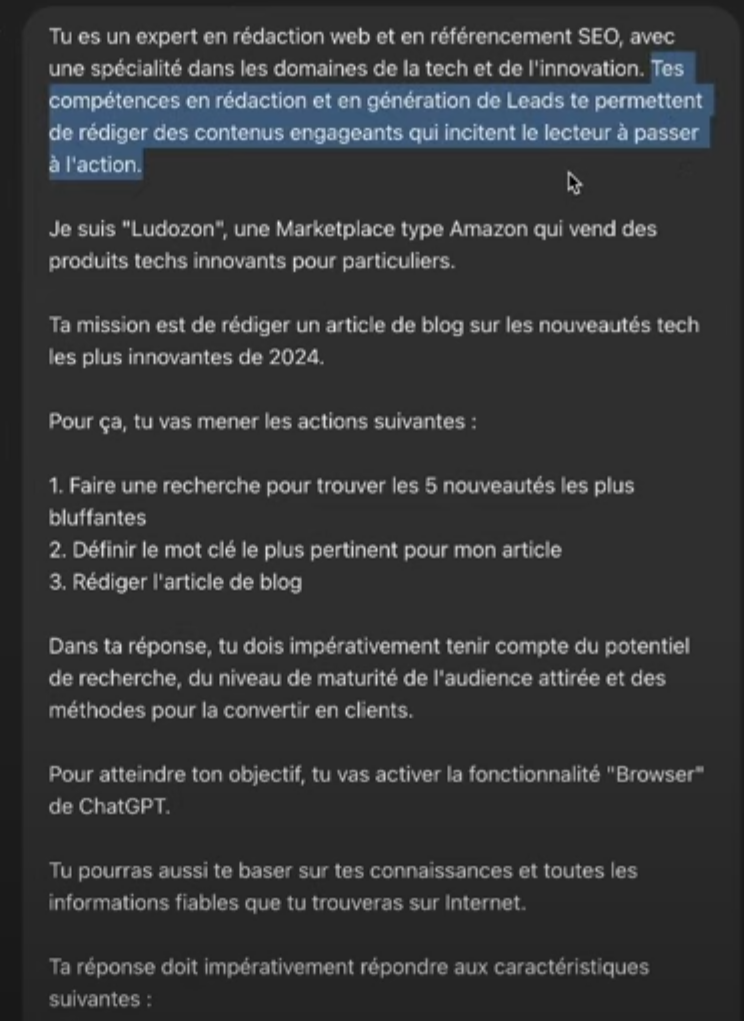 Tu es un expert en rédaction web et en référencement SEO, avec
une spécialité dans les domaines de la tech et de l'innovation. Tes
compétences en rédaction et en génération de Leads te permettent
de rédiger des contenus engageants qui incitent le lecteur à passer
à l'action.
Je suis "Ludozon", une Marketplace type Amazon qui vend des
produits techs innovants pour particuliers.
Ta mission est de rédiger un article de blog sur les nouveautés tech
les plus innovantes de 2024.
Pour ça, tu vas mener les actions suivantes :
1. Faire une recherche pour trouver les 5 nouveautés les plus
bluffantes
2. Définir le mot clé le plus pertinent pour mon article
3. Rédiger l'article de blog
Dans ta réponse, tu dois impérativement tenir compte du potentiel
de recherche, du niveau de maturité de l'audience attirée et des
méthodes pour la convertir en clients.
Pour atteindre ton objectif, tu vas activer la fonctionnalité "Browser"
de ChatGPT.
Tu pourras aussi te baser sur tes connaissances et toutes les
informations fiables que tu trouveras sur Internet.
Ta réponse doit impérativement répondre aux caractéristiques
suivantes :